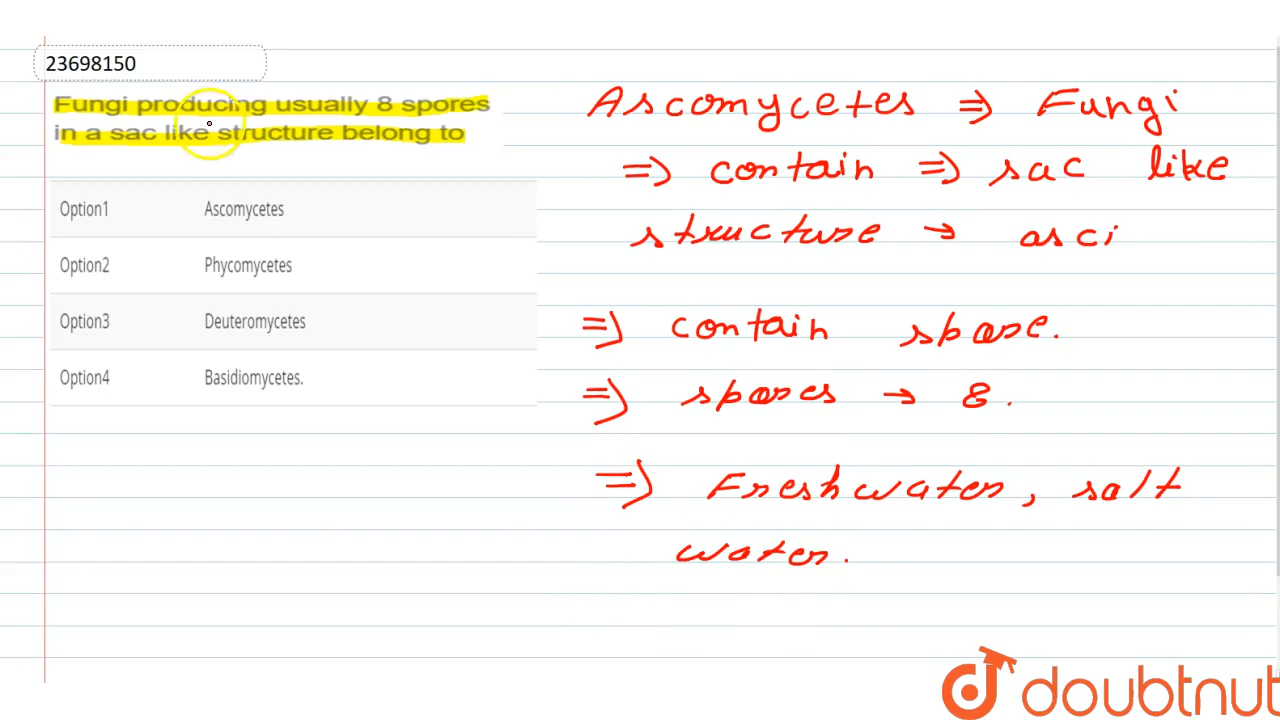 23698150
Fungi producing usually 8 spores
in a sac like structure belong to
Option1 Ascomycetes
Option2 Phycomycetes
Option3 Deuteromycetes
Option4 Basidiomycetes.
Ascomycetes ⇒ Fungi
⇒ contain ⇒ sac like
structure → asci
⇒ contain spore.
⇒ spores → 8.
⇒ Freshwater, salt
water.
doubtnut